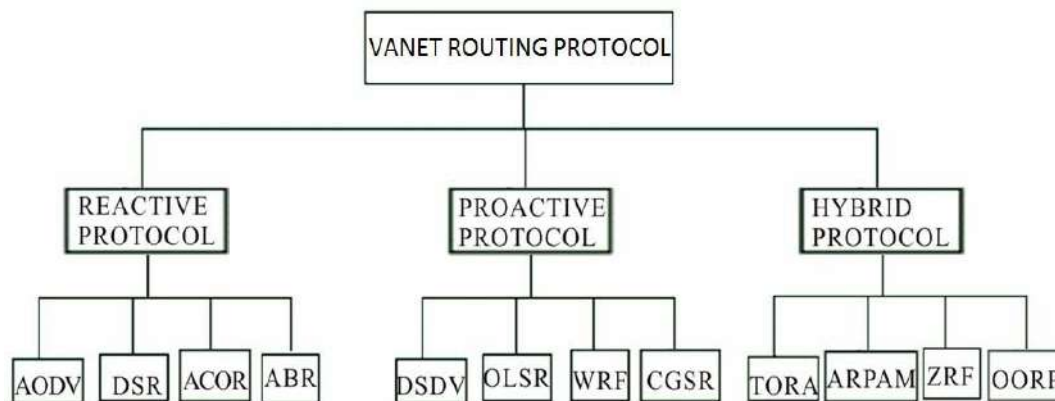 VANET ROUTING PROTOCOL
REACTIVE
PROTOCOL
PROACTIVE
PROTOCOL
HYBRID
PROTOCOL
AODV
DSR
ACOR
ABR
DSDV
OLSR
WRF
CGSR
TORA
ARPAM
ZRF
OORP